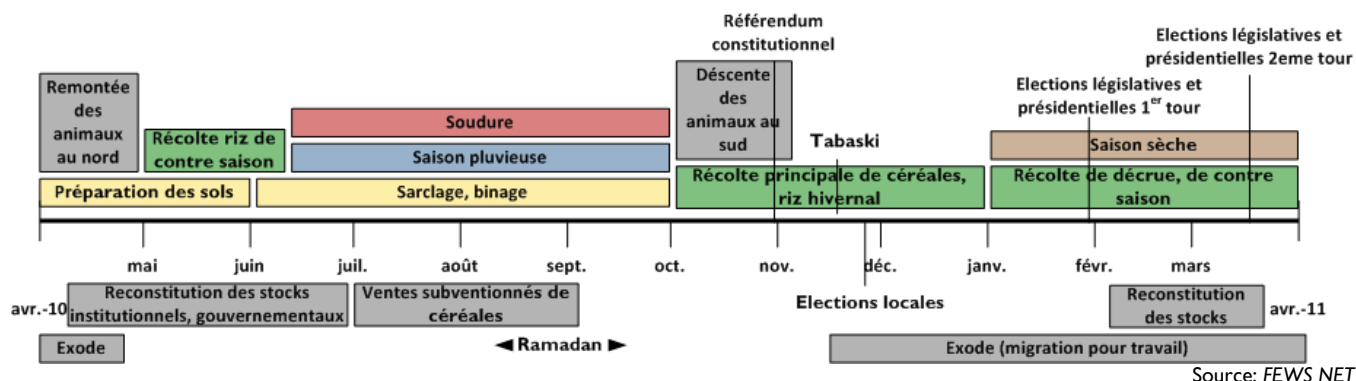 Référendum
constitutionnel
Elections législatives et
présidentielles 2eme tour
Elections législatives et
présidentielles 1er tour
Remontée
des
animaux
au nord
Déscente
des
animaux au
sud
Tabaski
Récolte riz de
contre saison
Soudure
Saison pluvieuse
Saison sèche
Préparation des sols
Sarclage, binage
Récolte principale de céréales,
riz hivernal
Récolte de décrue, de contre
saison
mai juin juil. août sept. oct. nov. déc. janv. févr. mars
avr.-10
Reconstitution des stocks
institutionnels, gouvernementaux
Ventes subventionnés de
céréales
Elections locales
Reconstitution
des stocks
avr.-11
Ramadan
Exode
Exode (migration pour travail)
Source: FEWS NET